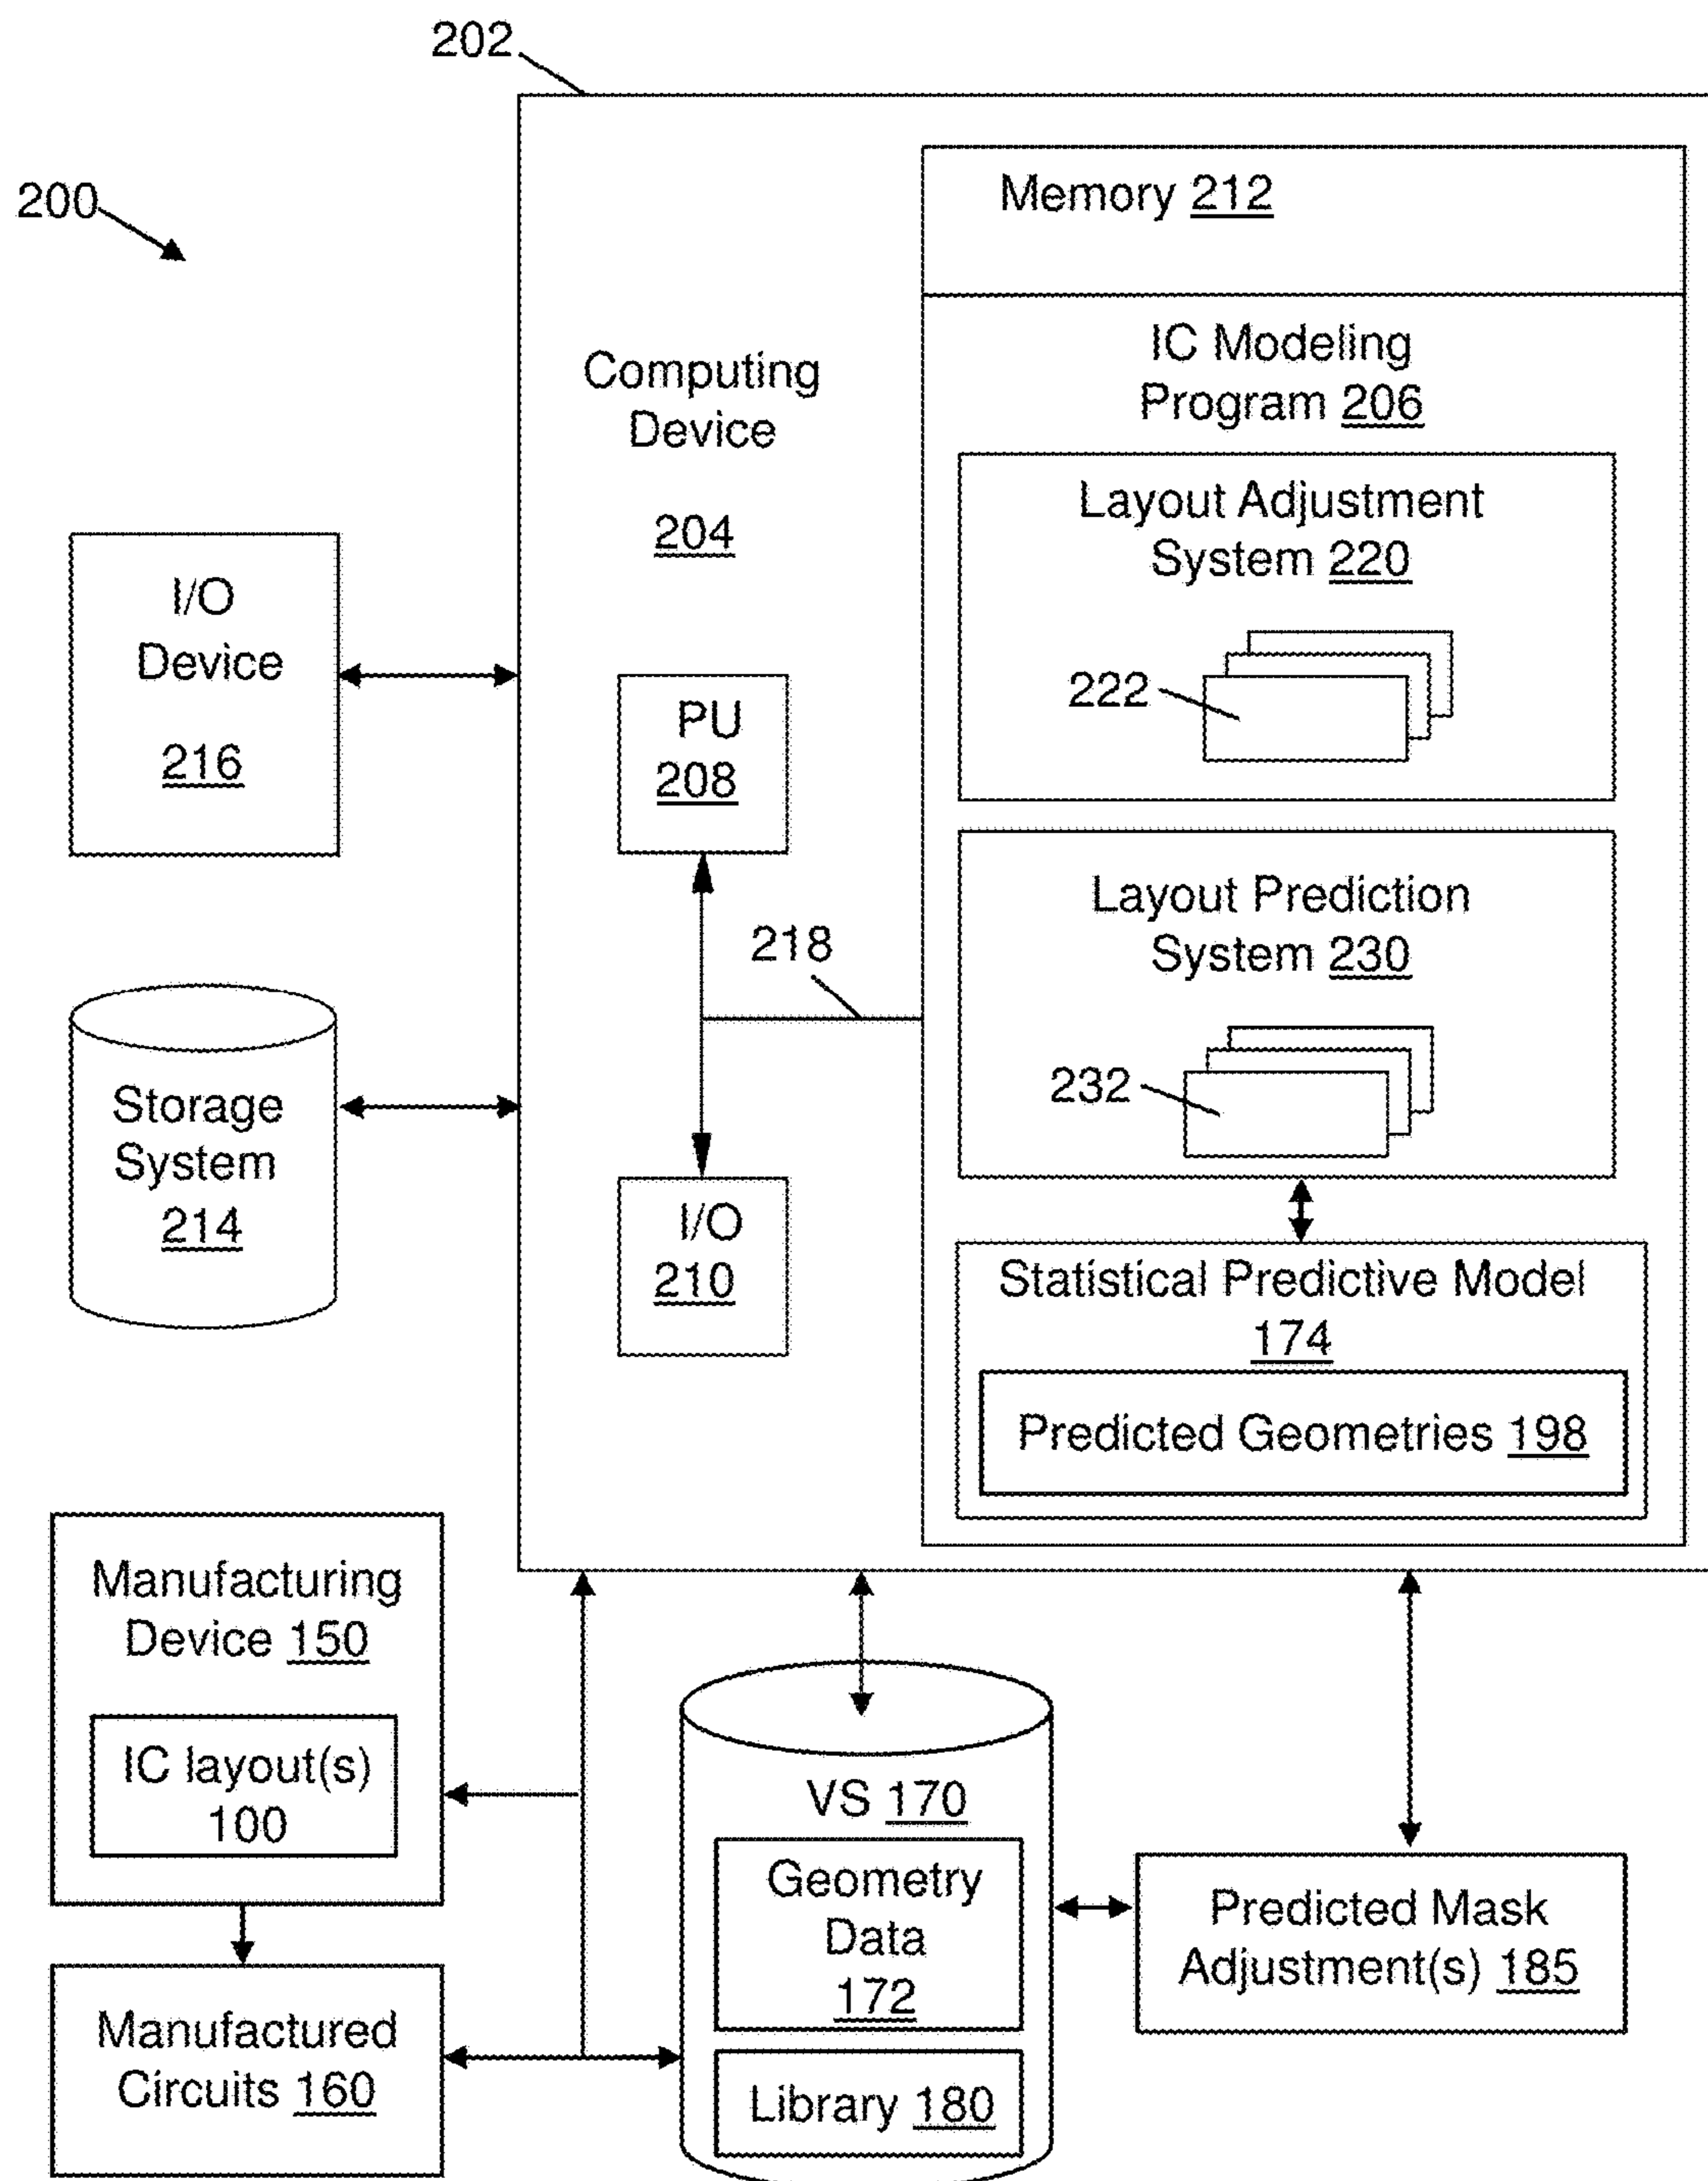 202
200
Memory 212
IC Modeling
Program 206
Computing
Device
204
Layout Adjustment
System 220
222
I/O
Device
216
PU
208
Layout Prediction
System 230
218
232
Storage
System
214
I/O
210
Statistical Predictive Model
174
Predicted Geometries 198
Manufacturing
Device 150
IC layout(s)
100
VS 170
Geometry
Data
172
Predicted Mask
Adjustment(s) 185
Manufactured
Circuits 160
Library 180